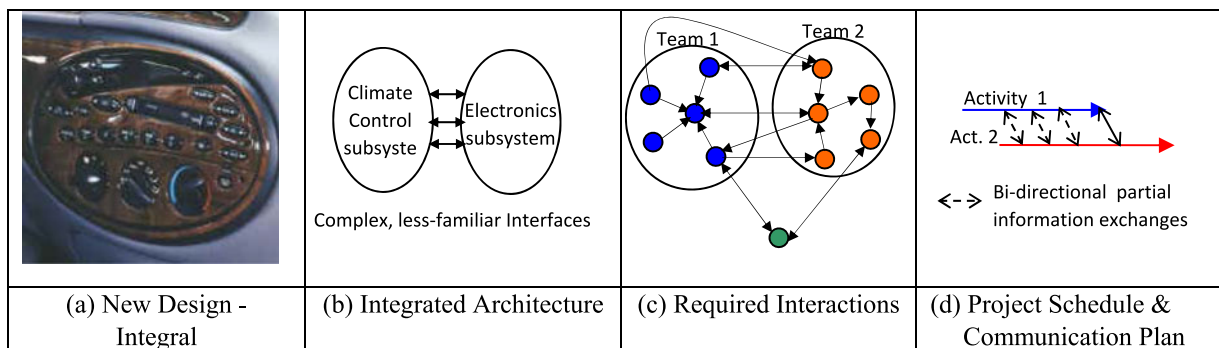 Climate
Control
subsyste
Electronics
subsystem
Complex, less-familiar Interfaces
Team 1
Team 2
Activity 1
Act. 2
Bi-directional partial
information exchanges
(a) New Design -
Integral
(b) Integrated Architecture
(c) Required Interactions
(d) Project Schedule &
Communication Plan